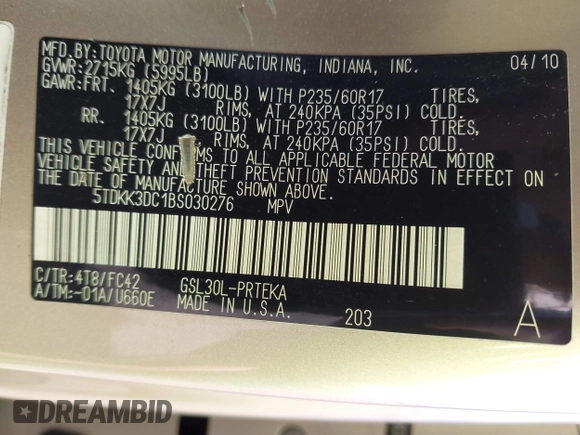 MFD.BY:TOYOTA MOTOR MANUFACTURING, INDIANA, INC. 04/10
GVWR: 2715KG (5995LB)
GAWR:FRT. 1405KG (3100LB) WITH P235/60R17 TIRES,
17X7J RIMS, AT 240KPA (35PSI) COLD.
RR. 1405KG (3100LB) WITH P235/60R17 TIRES,
17X7J RIMS, AT 240KPA (35PSI) COLD.
THIS VEHICLE CONFORMS TO ALL APPLICABLE FEDERAL MOTOR
VEHICLE SAFETY AND THEFT PREVENTION STANDARDS IN EFFECT ON
THE DATE OF MANUFACTURE SHOWN ABOVE.
5TDKK3DC1BS030276 MPV
C/TR:4T8/FC42 GSL30L-PRTEKA
A/TM:-01A/U660E MADE IN U.S.A. 203 A
DREAMBID